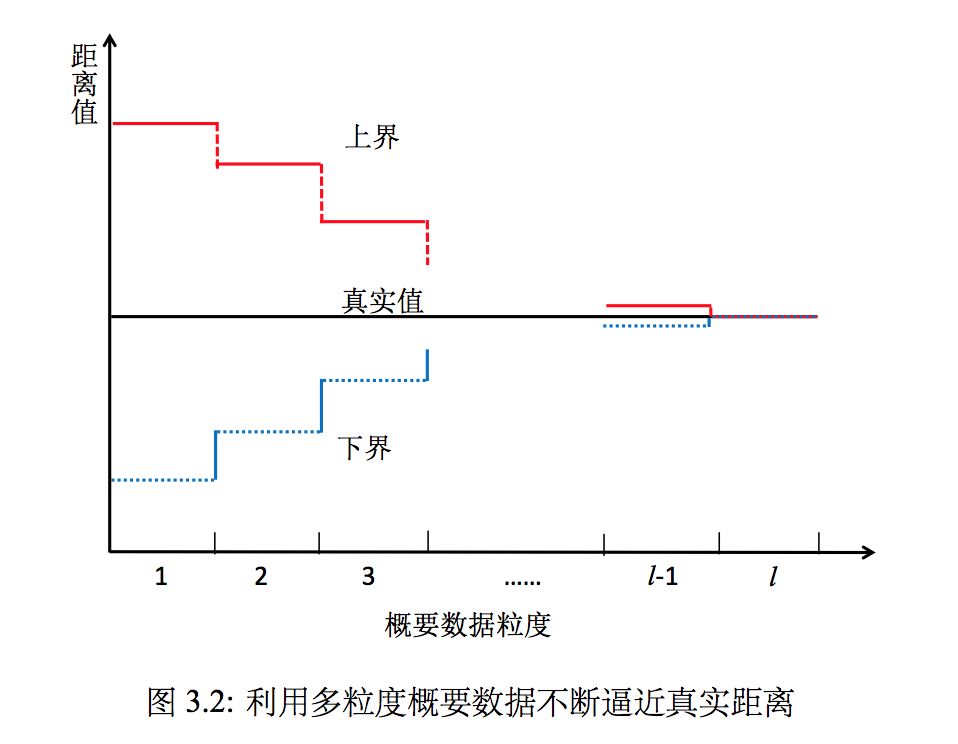 距离值
上界
真实值
下界
1 2 3 …… l-1 l
概要数据粒度
图 3.2: 利用多粒度概要数据不断逼近真实距离